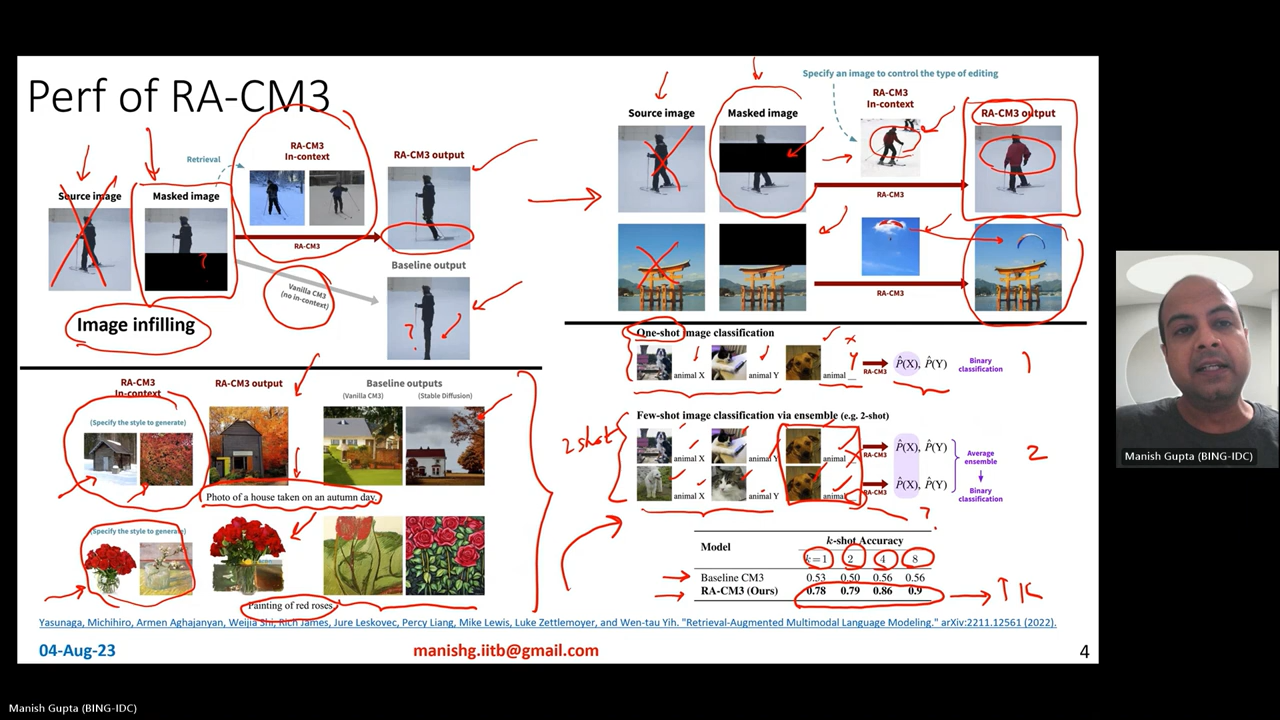 Perf of RA-CM3
Retrieval
RA-CM3
In-context
RA-CM3 output
Source image
Masked image
RA-CM3
Baseline output
Vanilla CM3
(no in-context)
?
?
Image infilling
Specify an image to control the type of editing
Source image
Masked image
RA-CM3
In-context
RA-CM3 output
RA-CM3
RA-CM3
RA-CM3
In-context
RA-CM3 output
Baseline outputs
(Specify the style to generate)
(Vanilla CM3)
(Stable Diffusion)
Photo of a house taken on an autumn day.
(Specify the style to generate)
Painting of red roses.
One-shot image classification
animal X
animal Y
animal __
X
Y
RA-CM3
P̂(X), P̂(Y)
Binary
classification
1
Few-shot image classification via ensemble (e.g. 2-shot)
2 shot
animal X
animal Y
animal
RA-CM3
P̂(X), P̂(Y)
animal X
animal Y
animal
RA-CM3
P̂(X), P̂(Y)
Average
ensemble
Binary
classification
2
?
Model
k-shot Accuracy
k=1 2 4 8
Baseline CM3 0.53 0.50 0.56 0.56
RA-CM3 (Ours) 0.78 0.79 0.86 0.9
↑ K
Yasunaga, Michihiro, Armen Aghajanyan, Weijia Shi, Rich James, Jure Leskovec, Percy Liang, Mike Lewis, Luke Zettlemoyer, and Wen-tau Yih. "Retrieval-Augmented Multimodal Language Modeling." arXiv:2211.12561 (2022).
04-Aug-23
manishg.iitb@gmail.com
4
Manish Gupta (BING-IDC)
Manish Gupta (BING-IDC)